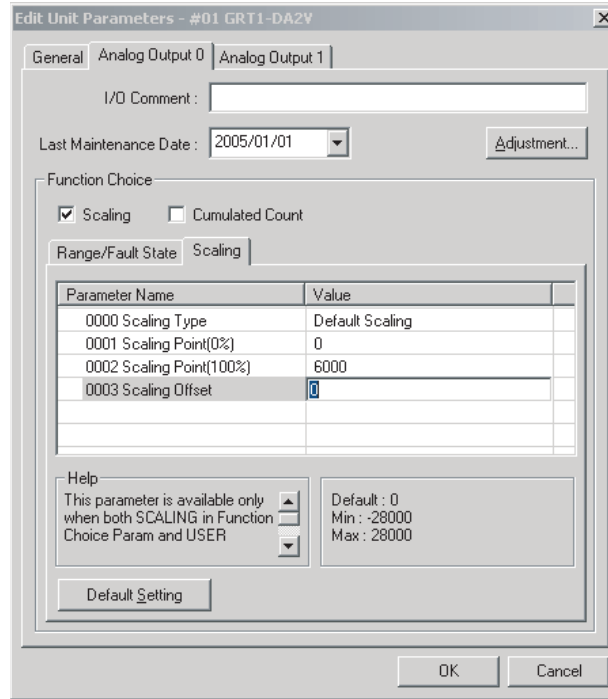 Edit Unit Parameters - #01 GRT1-DA2V
General Analog Output 0 Analog Output 1
I/O Comment :
Last Maintenance Date : 2005/01/01 Adjustment...
Function Choice
Scaling Cumulated Count
Range/Fault State Scaling
Parameter Name Value
0000 Scaling Type Default Scaling
0001 Scaling Point(0%) 0
0002 Scaling Point(100%) 6000
0003 Scaling Offset 0
Help
This parameter is available only
when both SCALING in Function
Choice Param and USER
Default : 0
Min : -28000
Max : 28000
Default Setting
OK Cancel